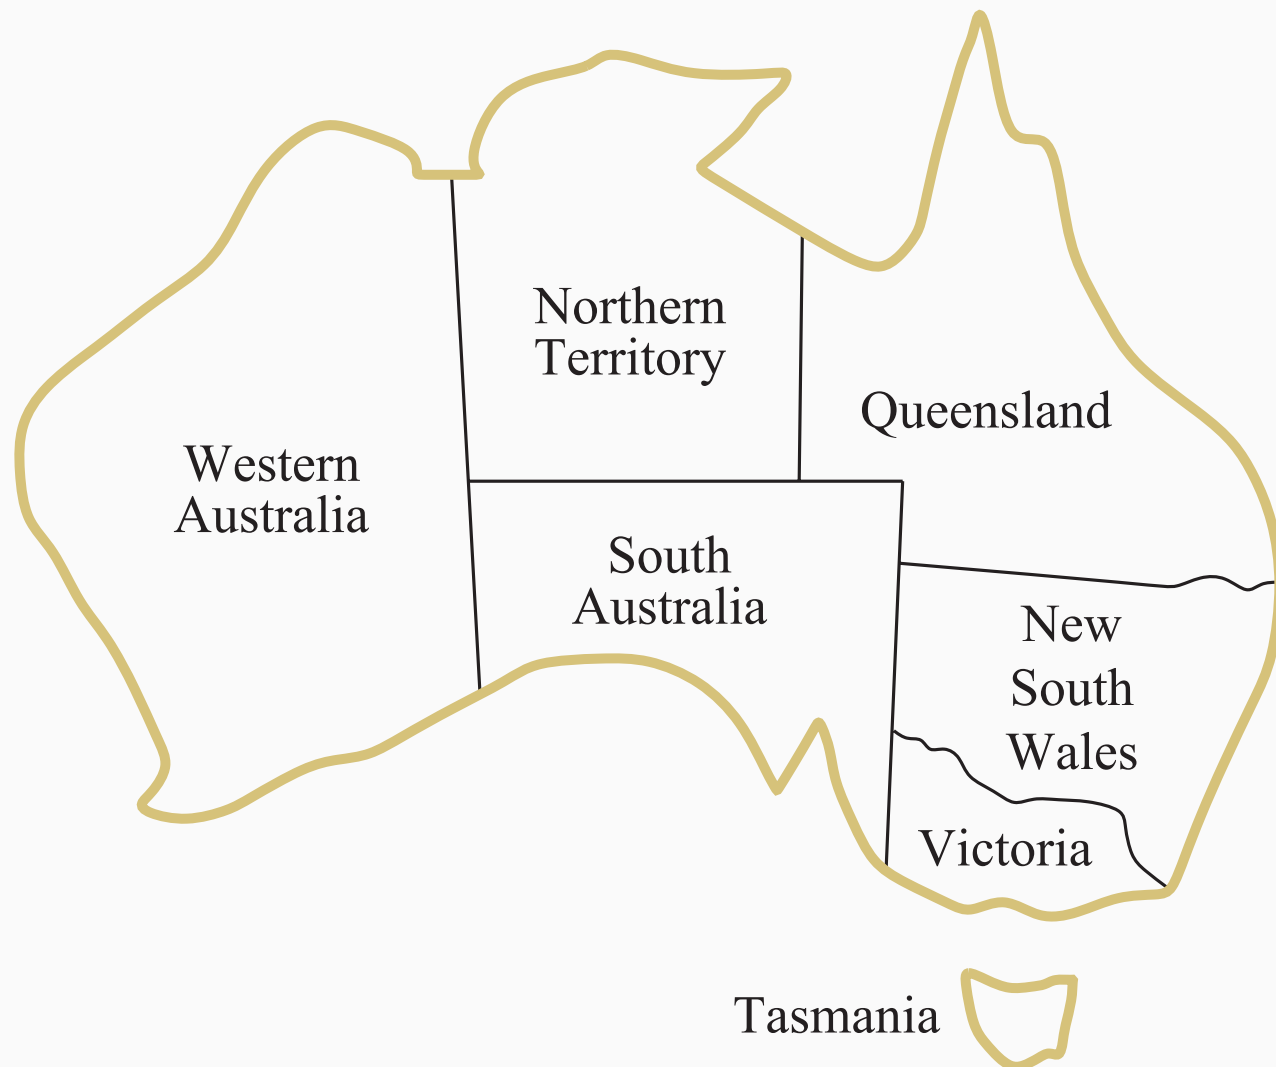 Northern
Territory
Queensland
Western
Australia
South
Australia
New
South
Wales
Victoria
Tasmania